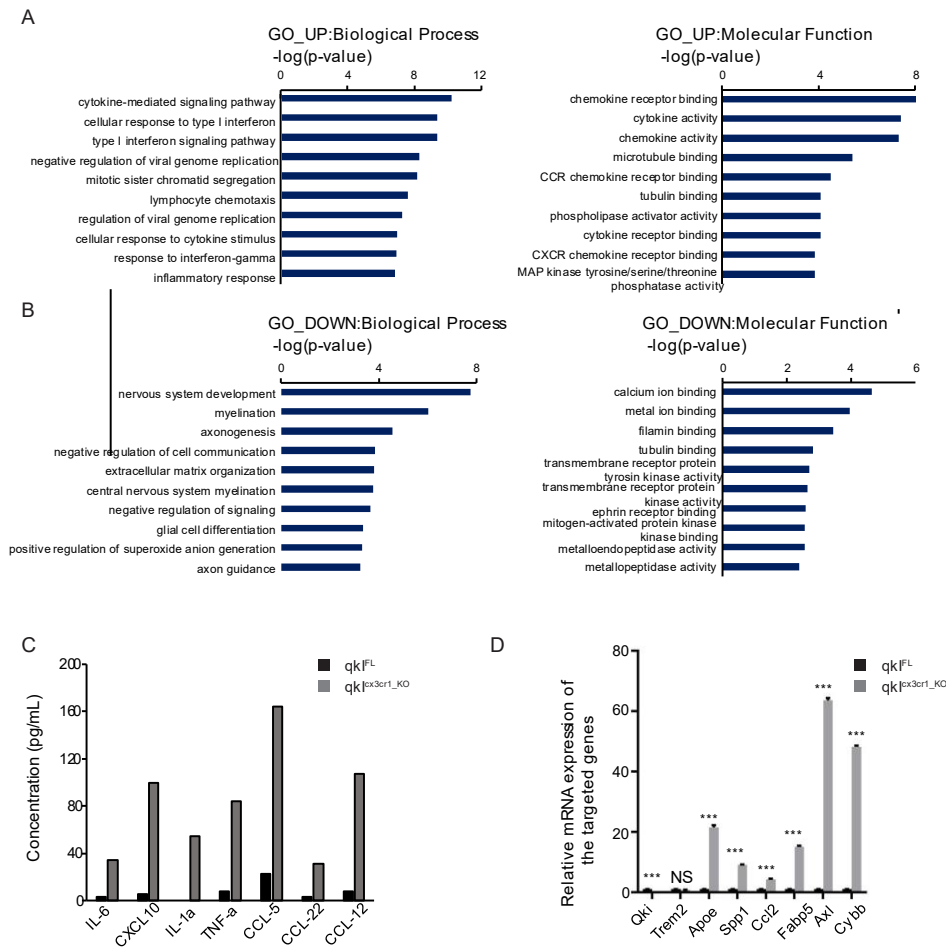 A
GO_UP:Biological Process
-log(p-value)
0 4 8 12
cytokine-mediated signaling pathway
cellular response to type I interferon
type I interferon signaling pathway
negative regulation of viral genome replication
mitotic sister chromatid segregation
lymphocyte chemotaxis
regulation of viral genome replication
cellular response to cytokine stimulus
response to interferon-gamma
inflammatory response
GO_UP:Molecular Function
-log(p-value)
0 4 8
chemokine receptor binding
cytokine activity
chemokine activity
microtubule binding
CCR chemokine receptor binding
tubulin binding
phospholipase activator activity
cytokine receptor binding
CXCR chemokine receptor binding
MAP kinase tyrosine/serine/threonine
phosphatase activity
B
GO_DOWN:Biological Process
-log(p-value)
0 4 8
nervous system development
myelination
axonogenesis
negative regulation of cell communication
extracellular matrix organization
central nervous system myelination
negative regulation of signaling
glial cell differentiation
positive regulation of superoxide anion generation
axon guidance
GO_DOWN:Molecular Function
-log(p-value)
0 2 4 6
calcium ion binding
metal ion binding
filamin binding
tubulin binding
transmembrane receptor protein
tyrosin kinase activity
transmembrane receptor protein
kinase activity
ephrin receptor binding
mitogen-activated protein kinase
kinase binding
metalloendopeptidase activity
metallopeptidase activity
C
Concentration (pg/mL)
200
160
120
80
40
0
qkI^FL
qkI^cx3cr1_KO
IL-6 CXCL10 IL-1a TNF-a CCL-5 CCL-22 CCL-12
D
Relative mRNA expression of
the targeted genes
80
60
40
20
0
qkI^FL
qkI^cx3cr1_KO
*** NS *** *** *** *** *** ***
Qki Trem2 Apoe Spp1 Ccl2 Fabp5 Axl Cybb